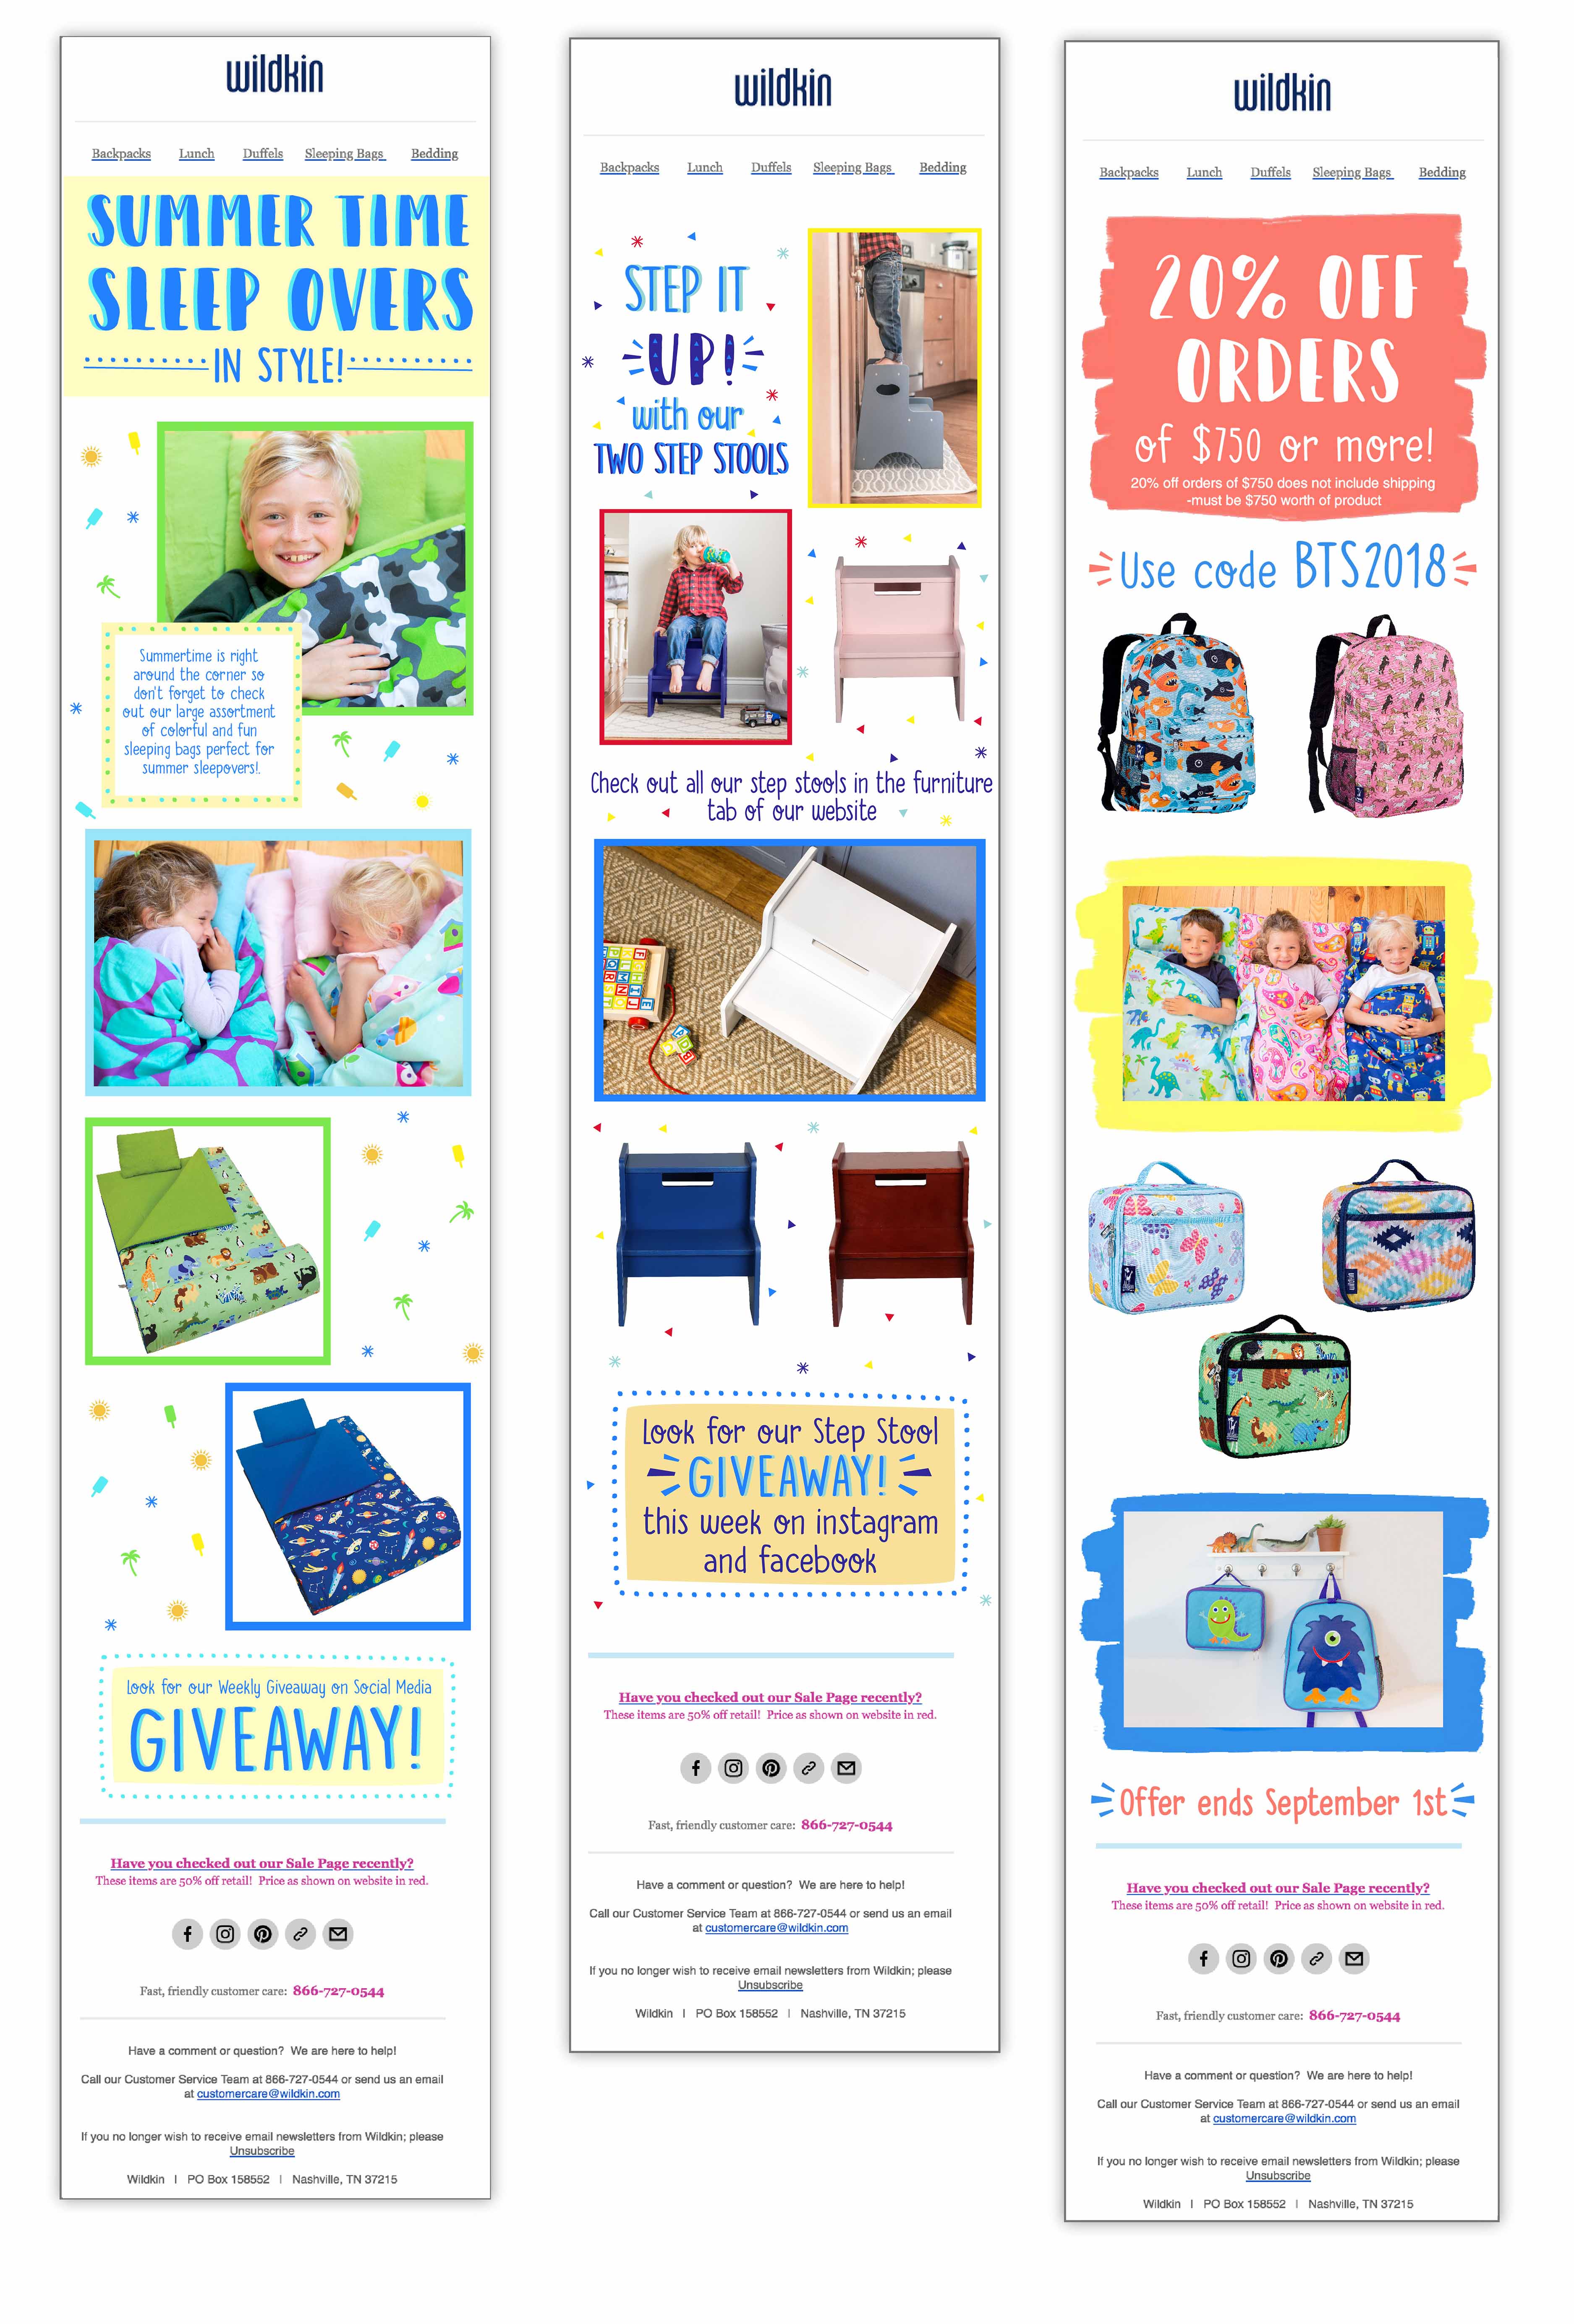 wildkin
Backpacks Lunch Duffels Sleeping Bags Bedding
SUMMER TIME
SLEEP OVERS
IN STYLE!
Summertime is right
around the corner so
don't forget to check
out our large assortment
of colorful and fun
sleeping bags perfect for
summer sleepovers!.
Look for our Weekly Giveaway on Social Media
GIVEAWAY!
Have you checked out our Sale Page recently?
These items are 50% off retail! Price as shown on website in red.
Fast, friendly customer care: 866-727-0544
Have a comment or question? We are here to help!
Call our Customer Service Team at 866-727-0544 or send us an email
at customercare@wildkin.com
If you no longer wish to receive email newsletters from Wildkin; please
Unsubscribe
Wildkin | PO Box 158552 | Nashville, TN 37215
wildkin
Backpacks Lunch Duffels Sleeping Bags Bedding
STEP IT
UP!
with our
TWO STEP STOOLS
Check out all our step stools in the furniture
tab of our website
Look for our Step Stool
GIVEAWAY!
this week on instagram
and facebook
Have you checked out our Sale Page recently?
These items are 50% off retail! Price as shown on website in red.
Fast, friendly customer care: 866-727-0544
Have a comment or question? We are here to help!
Call our Customer Service Team at 866-727-0544 or send us an email
at customercare@wildkin.com
If you no longer wish to receive email newsletters from Wildkin; please
Unsubscribe
Wildkin | PO Box 158552 | Nashville, TN 37215
wildkin
Backpacks Lunch Duffels Sleeping Bags Bedding
20% OFF
ORDERS
of $750 or more!
20% off orders of $750 does not include shipping
-must be $750 worth of product
Use code BTS2018
wildkin
Offer ends September 1st
Have you checked out our Sale Page recently?
These items are 50% off retail! Price as shown on website in red.
Fast, friendly customer care: 866-727-0544
Have a comment or question? We are here to help!
Call our Customer Service Team at 866-727-0544 or send us an email
at customercare@wildkin.com
If you no longer wish to receive email newsletters from Wildkin; please
Unsubscribe
Wildkin | PO Box 158552 | Nashville, TN 37215